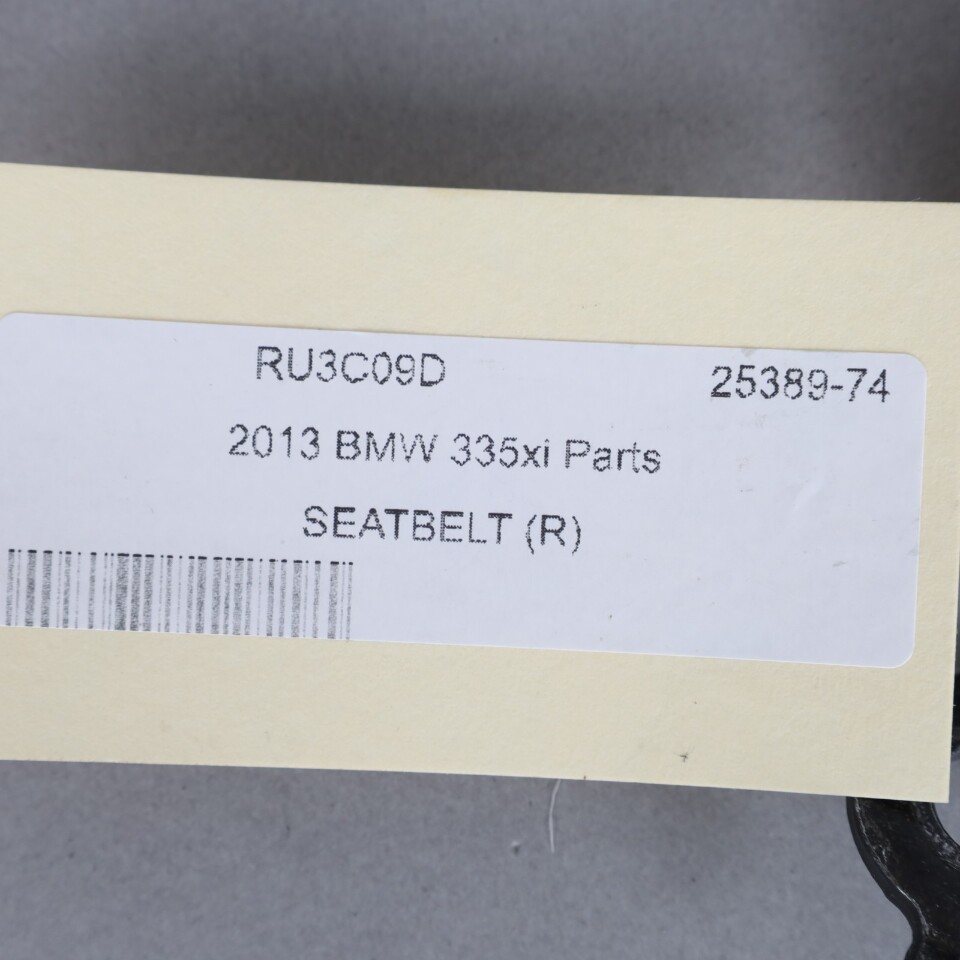 RU3C09D 25389-74
2013 BMW 335xi Parts
SEATBELT (R)